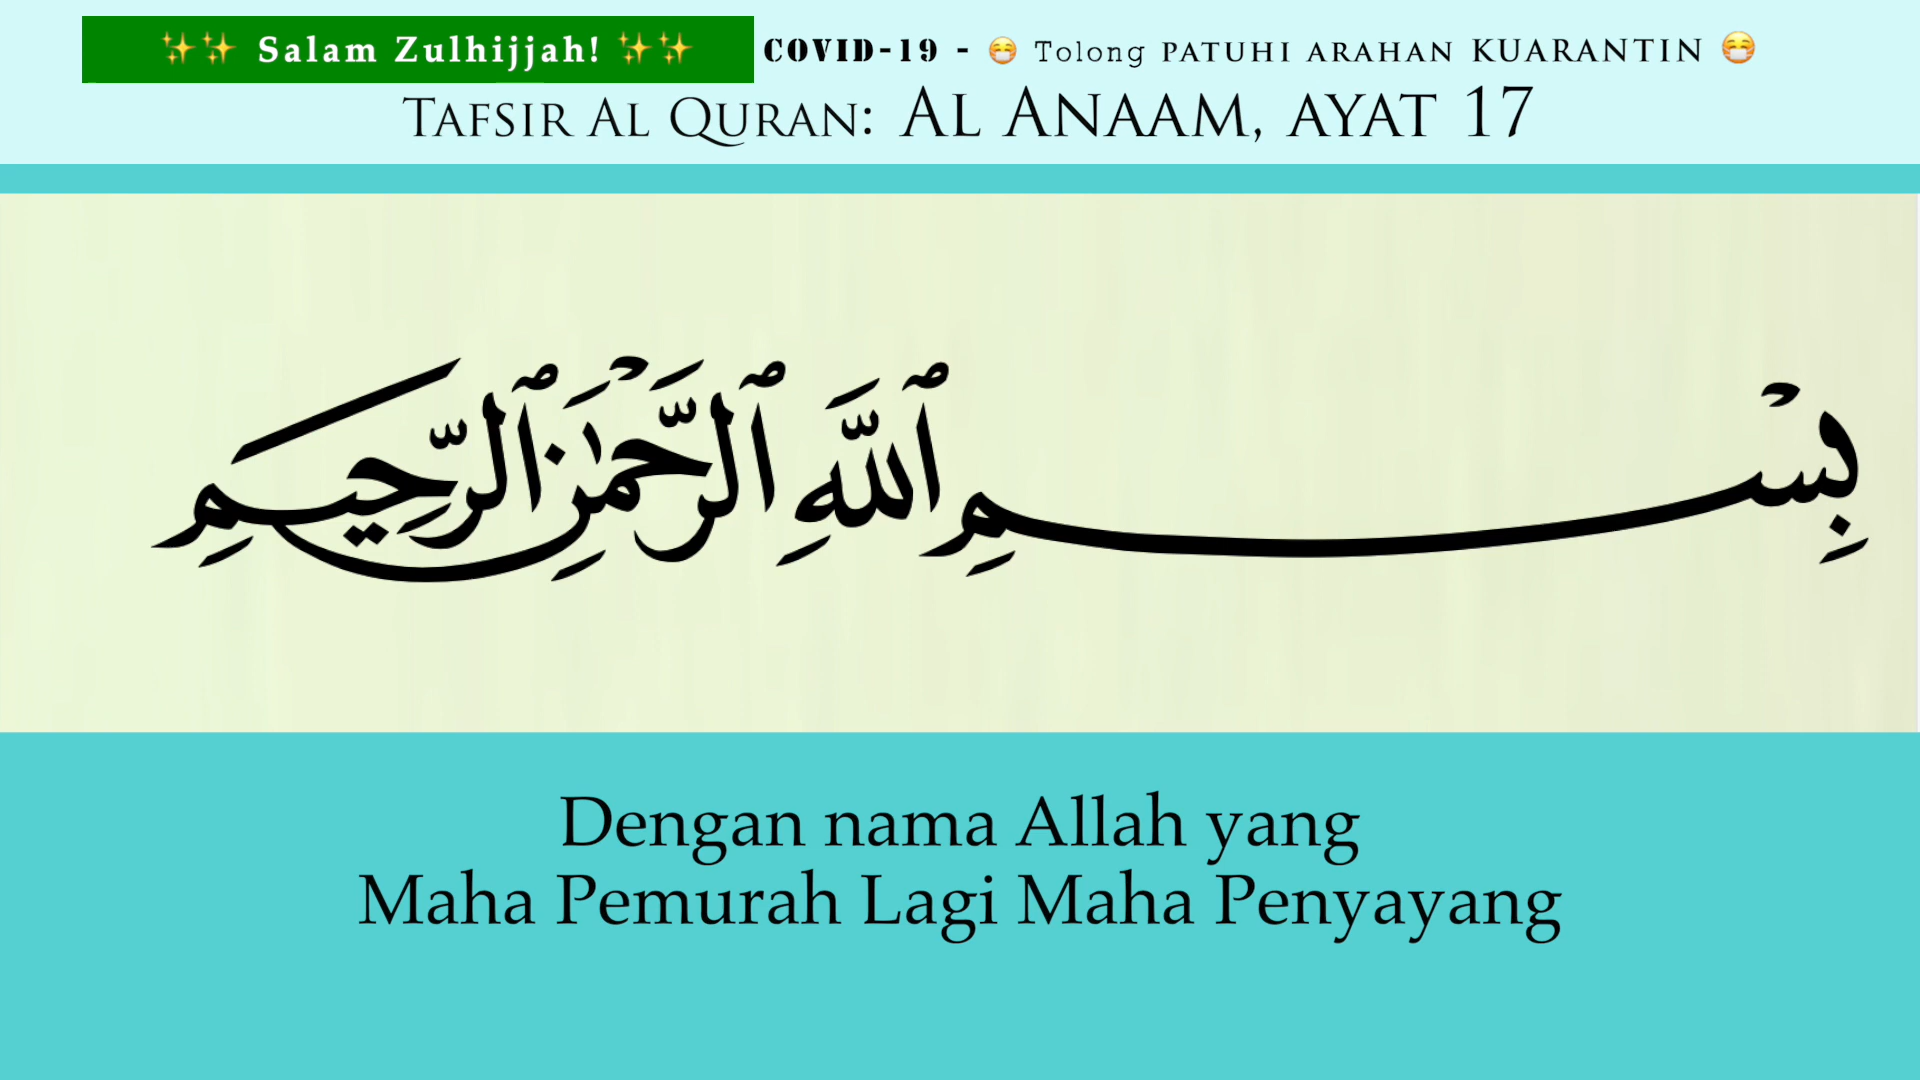 ✨✨ Salam Zulhijjah! ✨✨ COVID-19 - 😷 Tolong PATUHI ARAHAN KUARANTIN 😷
TAFSIR AL QURAN: AL ANAAM, AYAT 17
بِسْمِ ٱللَّهِ ٱلرَّحْمَٰنِ ٱلرَّحِيمِ
Dengan nama Allah yang
Maha Pemurah Lagi Maha Penyayang